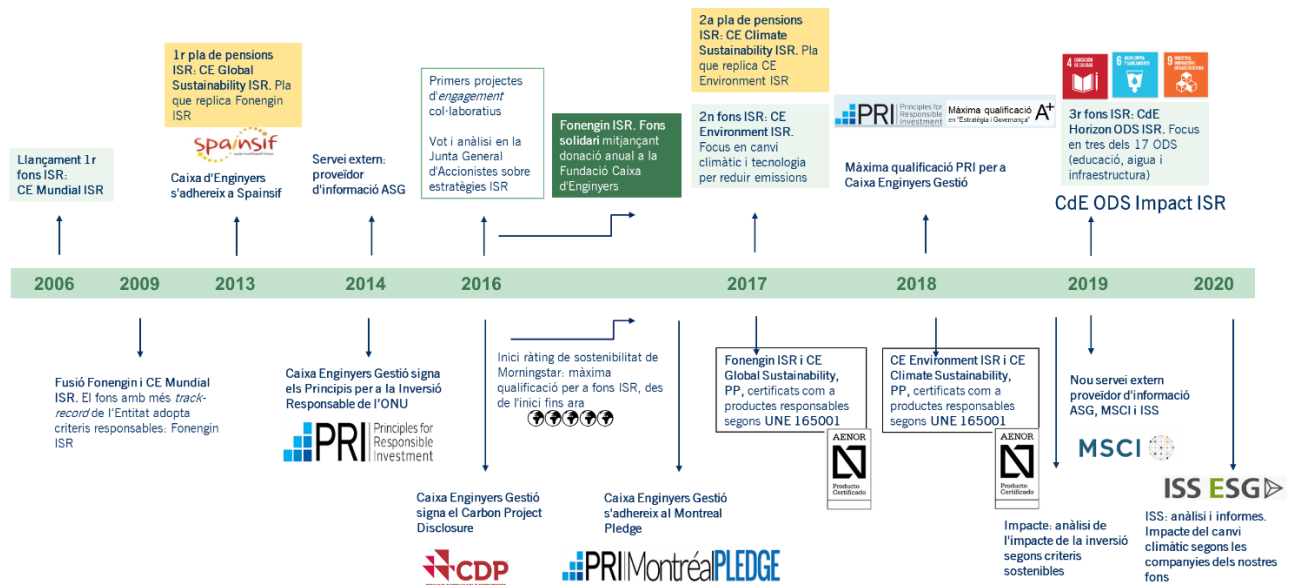 Llançament 1r
fons ISR:
CE Mundial ISR
1r pla de pensions
ISR: CE Global
Sustainability ISR. Pla
que replica Fonengin
ISR
spainsif
Caixa d'Enginyers
s'adhereix a Spainsif
Servei extern:
proveïdor
d'informació ASG
Primers projectes
d'engagement
col·laboratius
Vot i anàlisi en la
Junta General
d'Accionistes sobre
estratègies ISR
Fonengin ISR. Fons
solidari mitjançant
donació anual a la
Fundació Caixa
d'Enginyers
2a pla de pensions
ISR: CE Climate
Sustainability ISR. Pla
que replica CE
Environment ISR
2n fons ISR: CE
Environment ISR.
Focus en canvi
climàtic i tecnologia
per reduir emissions
PRI Principles for
Responsible
Investment
Màxima qualificació
en "Estratègia i Governança"
A+
Màxima qualificació PRI per a
Caixa Enginyers Gestió
4 EDUCACIÓN
DE CALIDAD
6 AGUA LIMPIA
Y SANEAMIENTO
9 INDUSTRIA,
INNOVACIÓN E
INFRAESTRUCTURA
3r fons ISR: CdE
Horizon ODS ISR. Focus
en tres dels 17 ODS
(educació, aigua i
infraestructura)
CdE ODS Impact ISR
2006 2009 2013 2014 2016 2017 2018 2019 2020
Fusió Fonengin i CE Mundial
ISR. El fons amb més track-
record de l'Entitat adopta
criteris responsables: Fonengin
ISR
Caixa Enginyers Gestió signa
els Principis per a la Inversió
Responsable de l'ONU
PRI Principles for
Responsible
Investment
Caixa Enginyers Gestió
signa el Carbon Project
Disclosure
CDP
Inici ràting de sostenibilitat de
Morningstar: màxima
qualificació per a fons ISR, des
de l'inici fins ara
Caixa Enginyers Gestió
s'adhereix al Montreal
Pledge
PRI MontréalPLEDGE
Fonengin ISR i CE
Global Sustainability,
PP, certificats com a
productes responsables
segons UNE 165001
AENOR
Producto
Certificado
CE Environment ISR i CE
Climate Sustainability,
PP, certificats com a
productes responsables
segons UNE 165001
AENOR
Producto
Certificado
Impacte: anàlisi de
l'impacte de la inversió
segons criteris
sostenibles
Nou servei extern
proveïdor d'informació
ASG, MSCI i ISS
MSCI
ISS ESG
ISS: anàlisi i informes.
Impacte del canvi
climàtic segons les
companyies dels nostres
fons